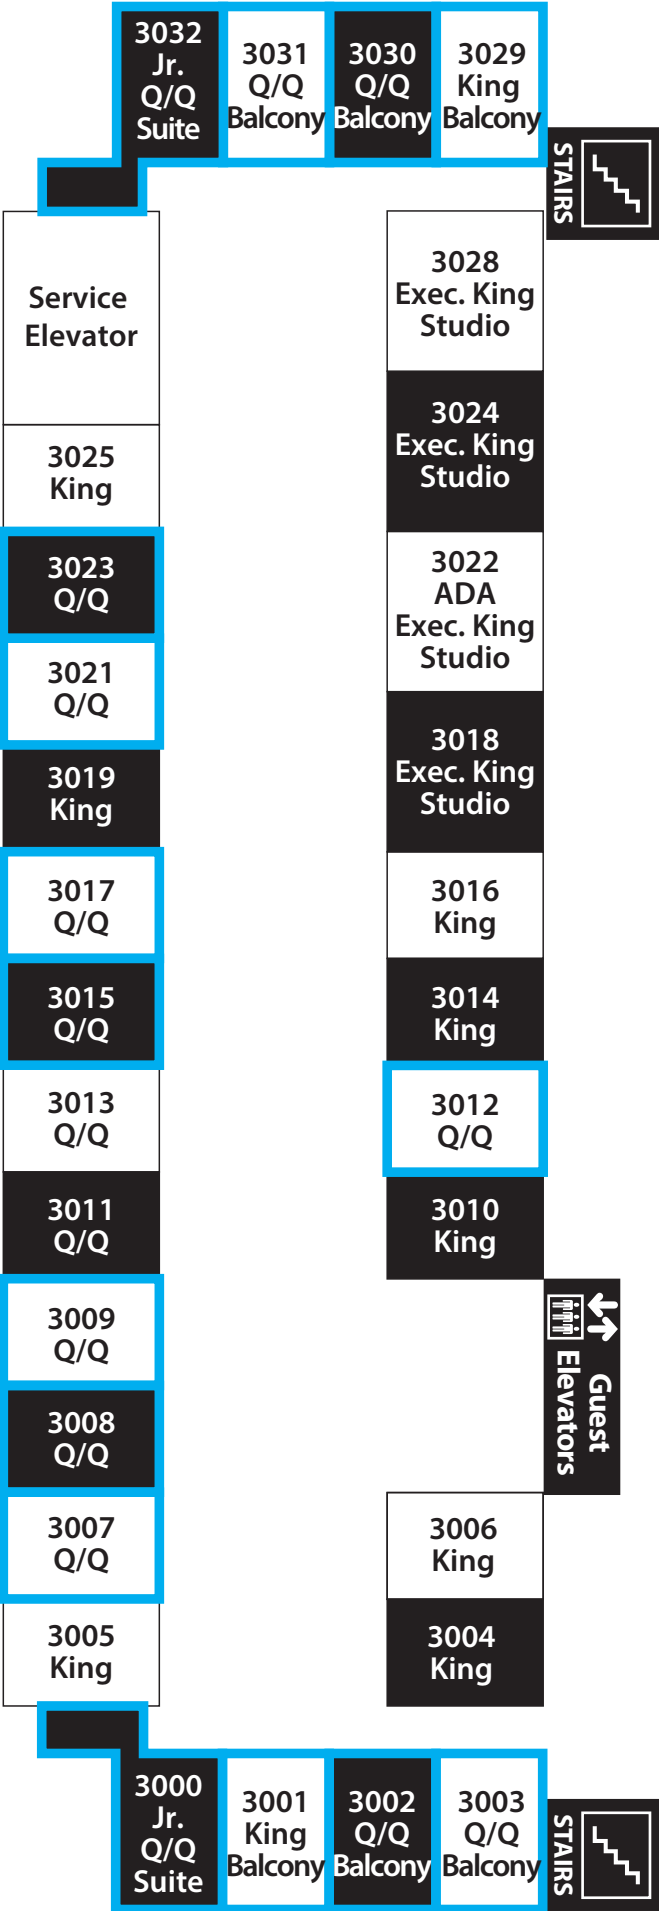 3032
Jr.
Q/Q
Suite
3031
Q/Q
Balcony
3030
Q/Q
Balcony
3029
King
Balcony
STAIRS
Service
Elevator
3028
Exec. King
Studio
3025
King
3024
Exec. King
Studio
3023
Q/Q
3022
ADA
Exec. King
Studio
3021
Q/Q
3019
King
3018
Exec. King
Studio
3017
Q/Q
3016
King
3015
Q/Q
3014
King
3013
Q/Q
3012
Q/Q
3011
Q/Q
3010
King
3009
Q/Q
Guest
Elevators
3008
Q/Q
3007
Q/Q
3006
King
3005
King
3004
King
3000
Jr.
Q/Q
Suite
3001
King
Balcony
3002
Q/Q
Balcony
3003
Q/Q
Balcony
STAIRS